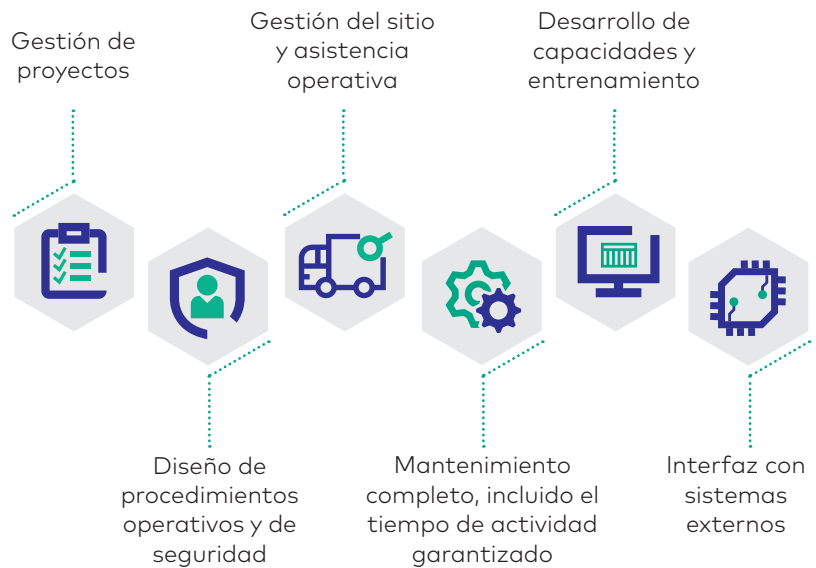 Gestión de
proyectos
Gestión del sitio
y asistencia
operativa
Desarrollo de
capacidades y
entrenamiento
Diseño de
procedimientos
operativos y de
seguridad
Mantenimiento
completo, incluido el
tiempo de actividad
garantizado
Interfaz con
sistemas
externos